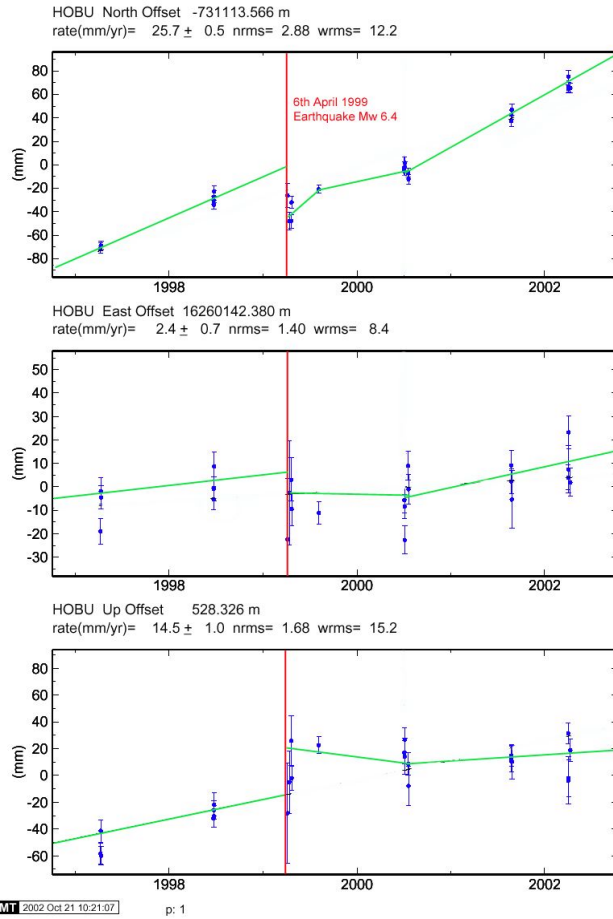 HOBU North Offset -731113.566 m
rate(mm/yr)= 25.7 ± 0.5 nrms= 2.88 wrms= 12.2
80
60
40
20
0
-20
-40
-60
-80
(mm)
6th April 1999
Earthquake Mw 6.4
1998 2000 2002
HOBU East Offset 16260142.380 m
rate(mm/yr)= 2.4 ± 0.7 nrms= 1.40 wrms= 8.4
50
40
30
20
10
0
-10
-20
-30
(mm)
1998 2000 2002
HOBU Up Offset 528.326 m
rate(mm/yr)= 14.5 ± 1.0 nrms= 1.68 wrms= 15.2
80
60
40
20
0
-20
-40
-60
(mm)
1998 2000 2002
MT 2002 Oct 21 10:21:07 p: 1